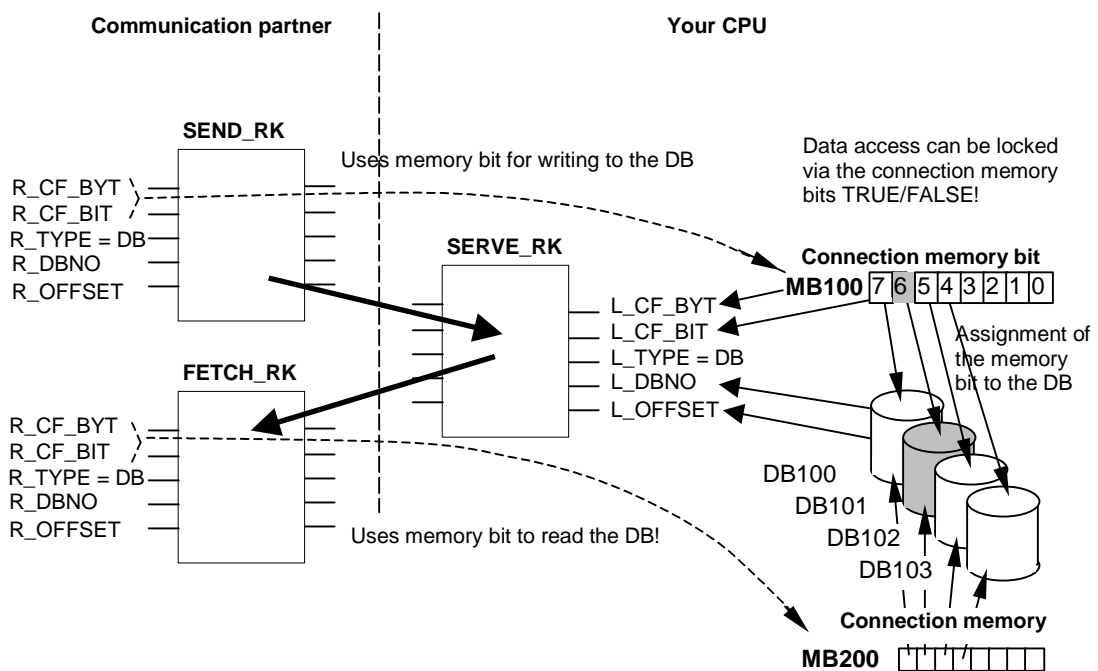 Communication partner
Your CPU
SEND_RK
Uses memory bit for writing to the DB
Data access can be locked
via the connection memory
bits TRUE/FALSE!
R_CF_BYT
R_CF_BIT
R_TYPE = DB
R_DBNO
R_OFFSET
SERVE_RK
Connection memory bit
MB100 7 6 5 4 3 2 1 0
L_CF_BYT
L_CF_BIT
L_TYPE = DB
L_DBNO
L_OFFSET
Assignment of
the memory
bit to the DB
FETCH_RK
R_CF_BYT
R_CF_BIT
R_TYPE = DB
R_DBNO
R_OFFSET
Uses memory bit to read the DB!
DB100
DB101
DB102
DB103
Connection memory
MB200